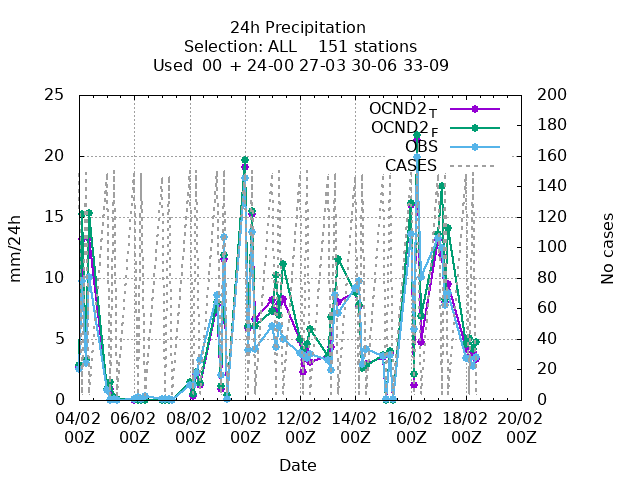 24h Precipitation
Selection: ALL 151 stations
Used 00 + 24-00 27-03 30-06 33-09
25 200
180
20 160
140
15 120
100
10 80
60
5 40
20
0 0
OCND2T
OCND2F
OBS
CASES
mm/24h
No cases
04/02 06/02 08/02 10/02 12/02 14/02 16/02 18/02 20/02
00Z 00Z 00Z 00Z 00Z 00Z 00Z 00Z 00Z
Date